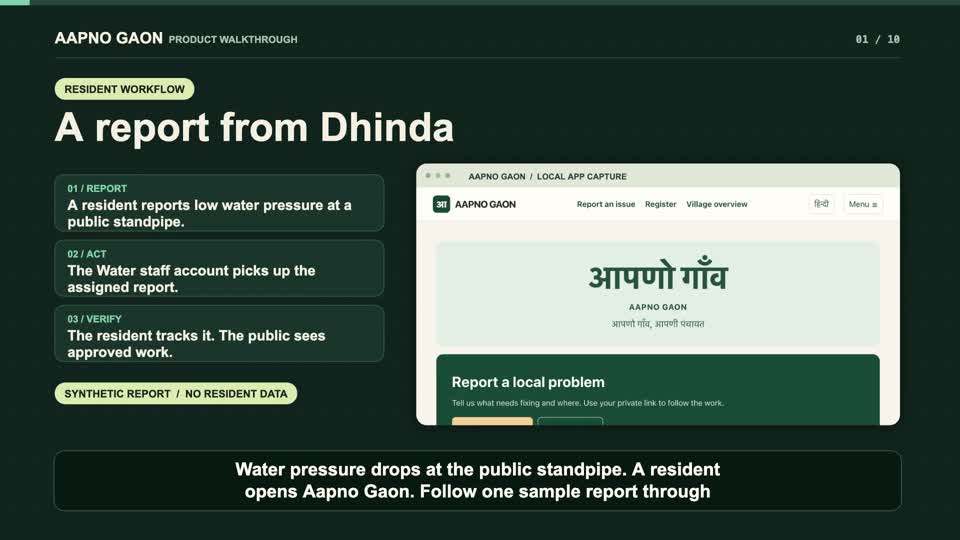 AAPNO GAON PRODUCT WALKTHROUGH
01 / 10
RESIDENT WORKFLOW
A report from Dhinda
01 / REPORT
A resident reports low water pressure at a
public standpipe.
02 / ACT
The Water staff account picks up the
assigned report.
03 / VERIFY
The resident tracks it. The public sees
approved work.
SYNTHETIC REPORT / NO RESIDENT DATA
AAPNO GAON / LOCAL APP CAPTURE
आ AAPNO GAON
Report an issue Register Village overview
हिन्दी
Menu ≡
आपणो गाँव
AAPNO GAON
आपणो गाँव, आपणी पंचायत
Report a local problem
Tell us what needs fixing and where. Use your private link to follow the work.
Water pressure drops at the public standpipe. A resident
opens Aapno Gaon. Follow one sample report through